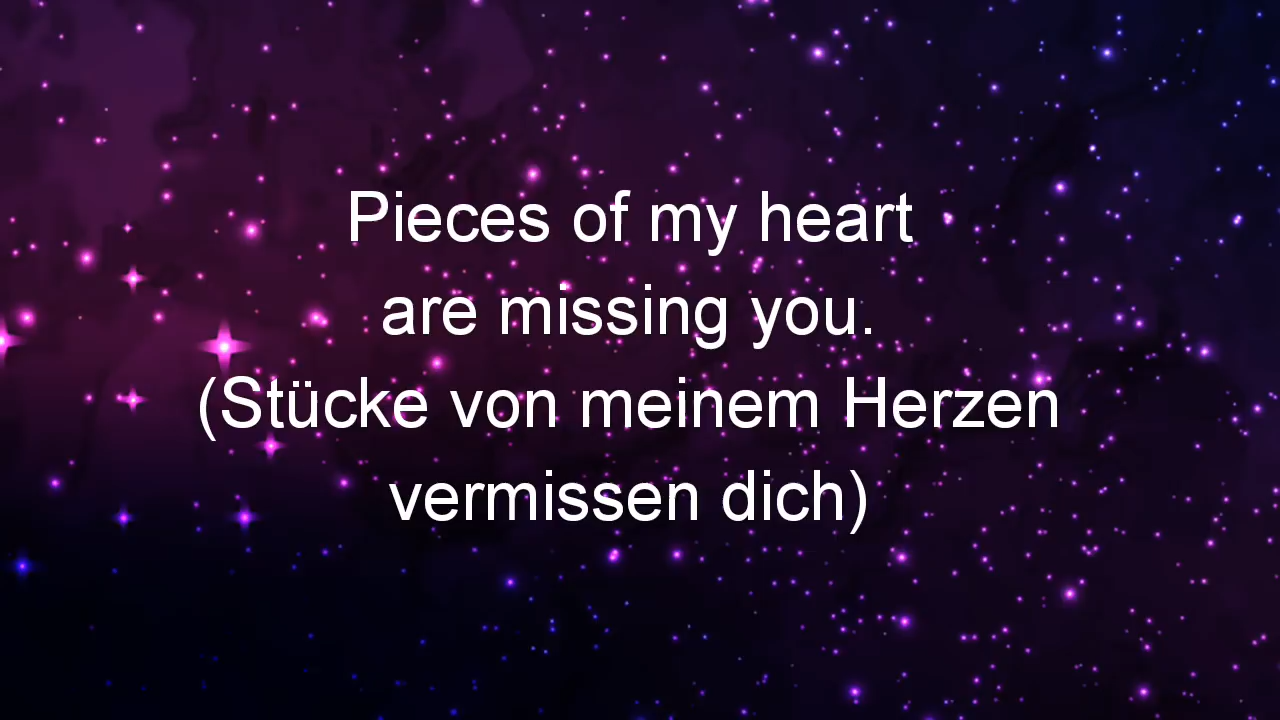 Pieces of my heart
are missing you.
(Stücke von meinem Herzen
vermissen dich)